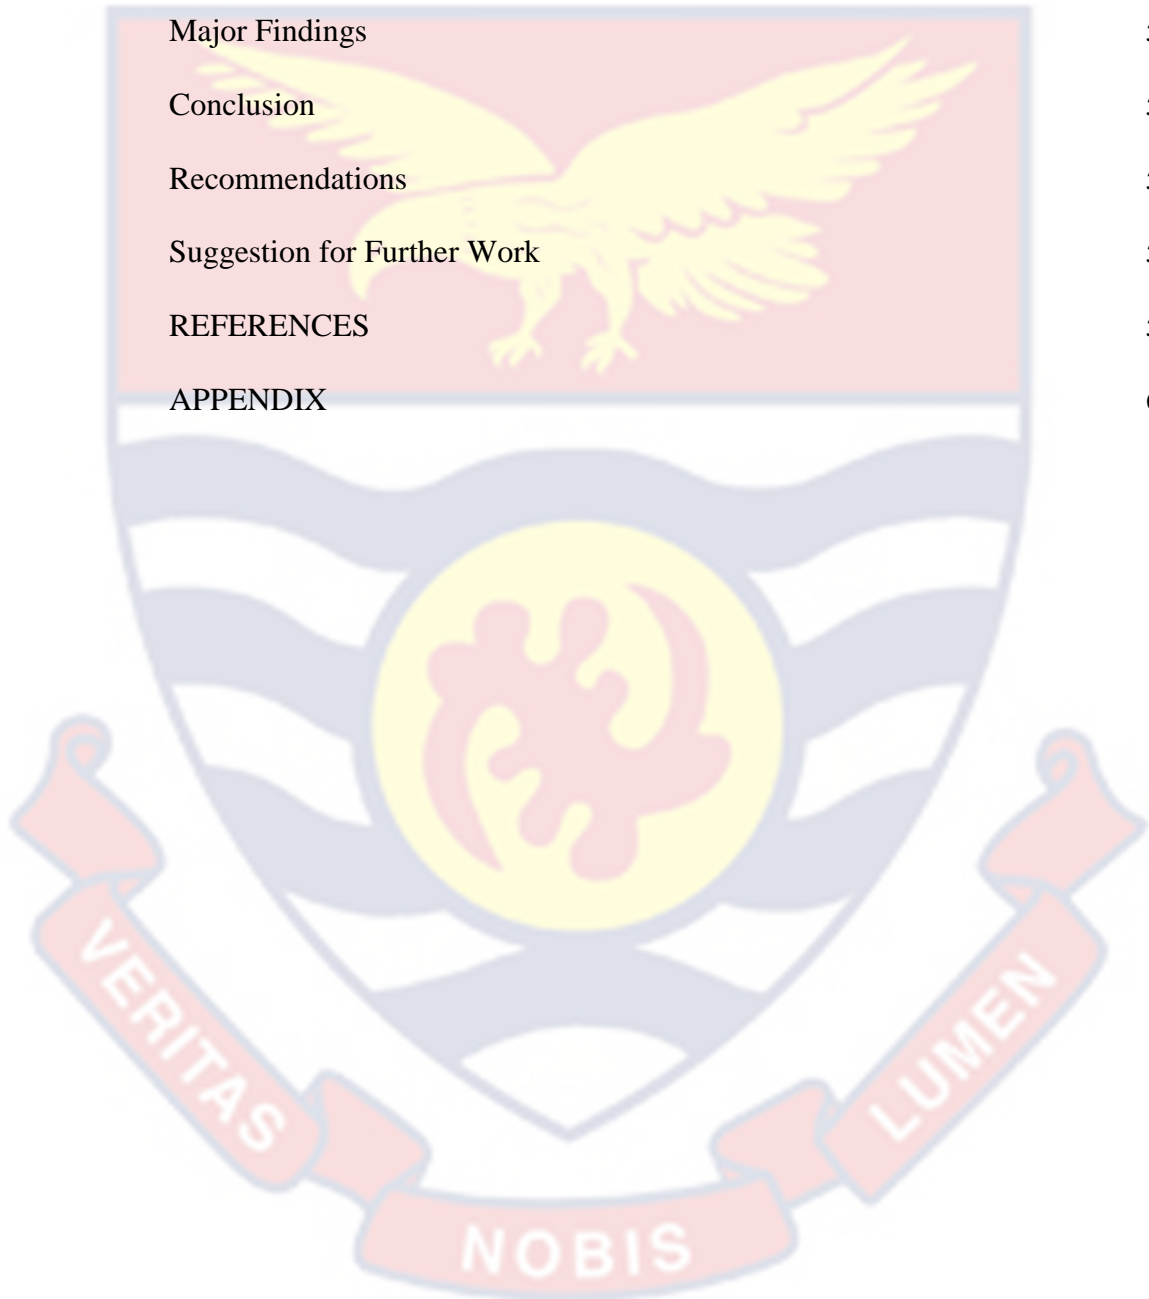 Major Findings
Conclusion
Recommendations
Suggestion for Further Work
REFERENCES
APPENDIX
VERITAS
NOBIS
LUMEN